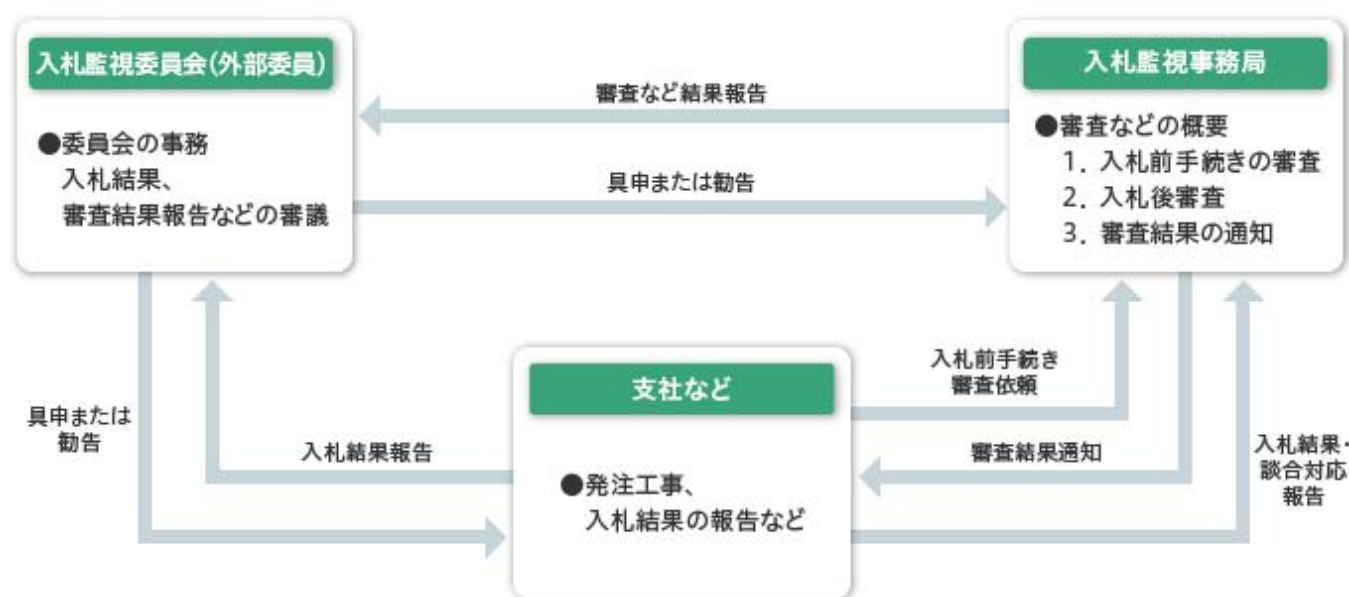 入札監視委員会(外部委員)
●委員会の事務
入札結果、
審査結果報告などの審議
審査など結果報告
具申または勧告
入札監視事務局
●審査などの概要
1. 入札前手続きの審査
2. 入札後審査
3. 審査結果の通知
具申または
勧告
入札結果報告
支社など
●発注工事、
入札結果の報告など
入札前手続き
審査依頼
審査結果通知
入札結果・
談合対応
報告